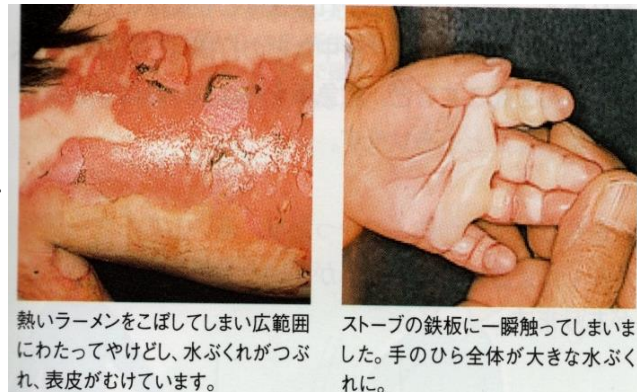 熱いラーメンをこぼしてしまい広範囲
にわたってやけどし、水ぶくれがつぶ
れ、表皮がむけています。
ストーブの鉄板に一瞬触ってしまいま
した。手のひら全体が大きな水ぶく
れに。